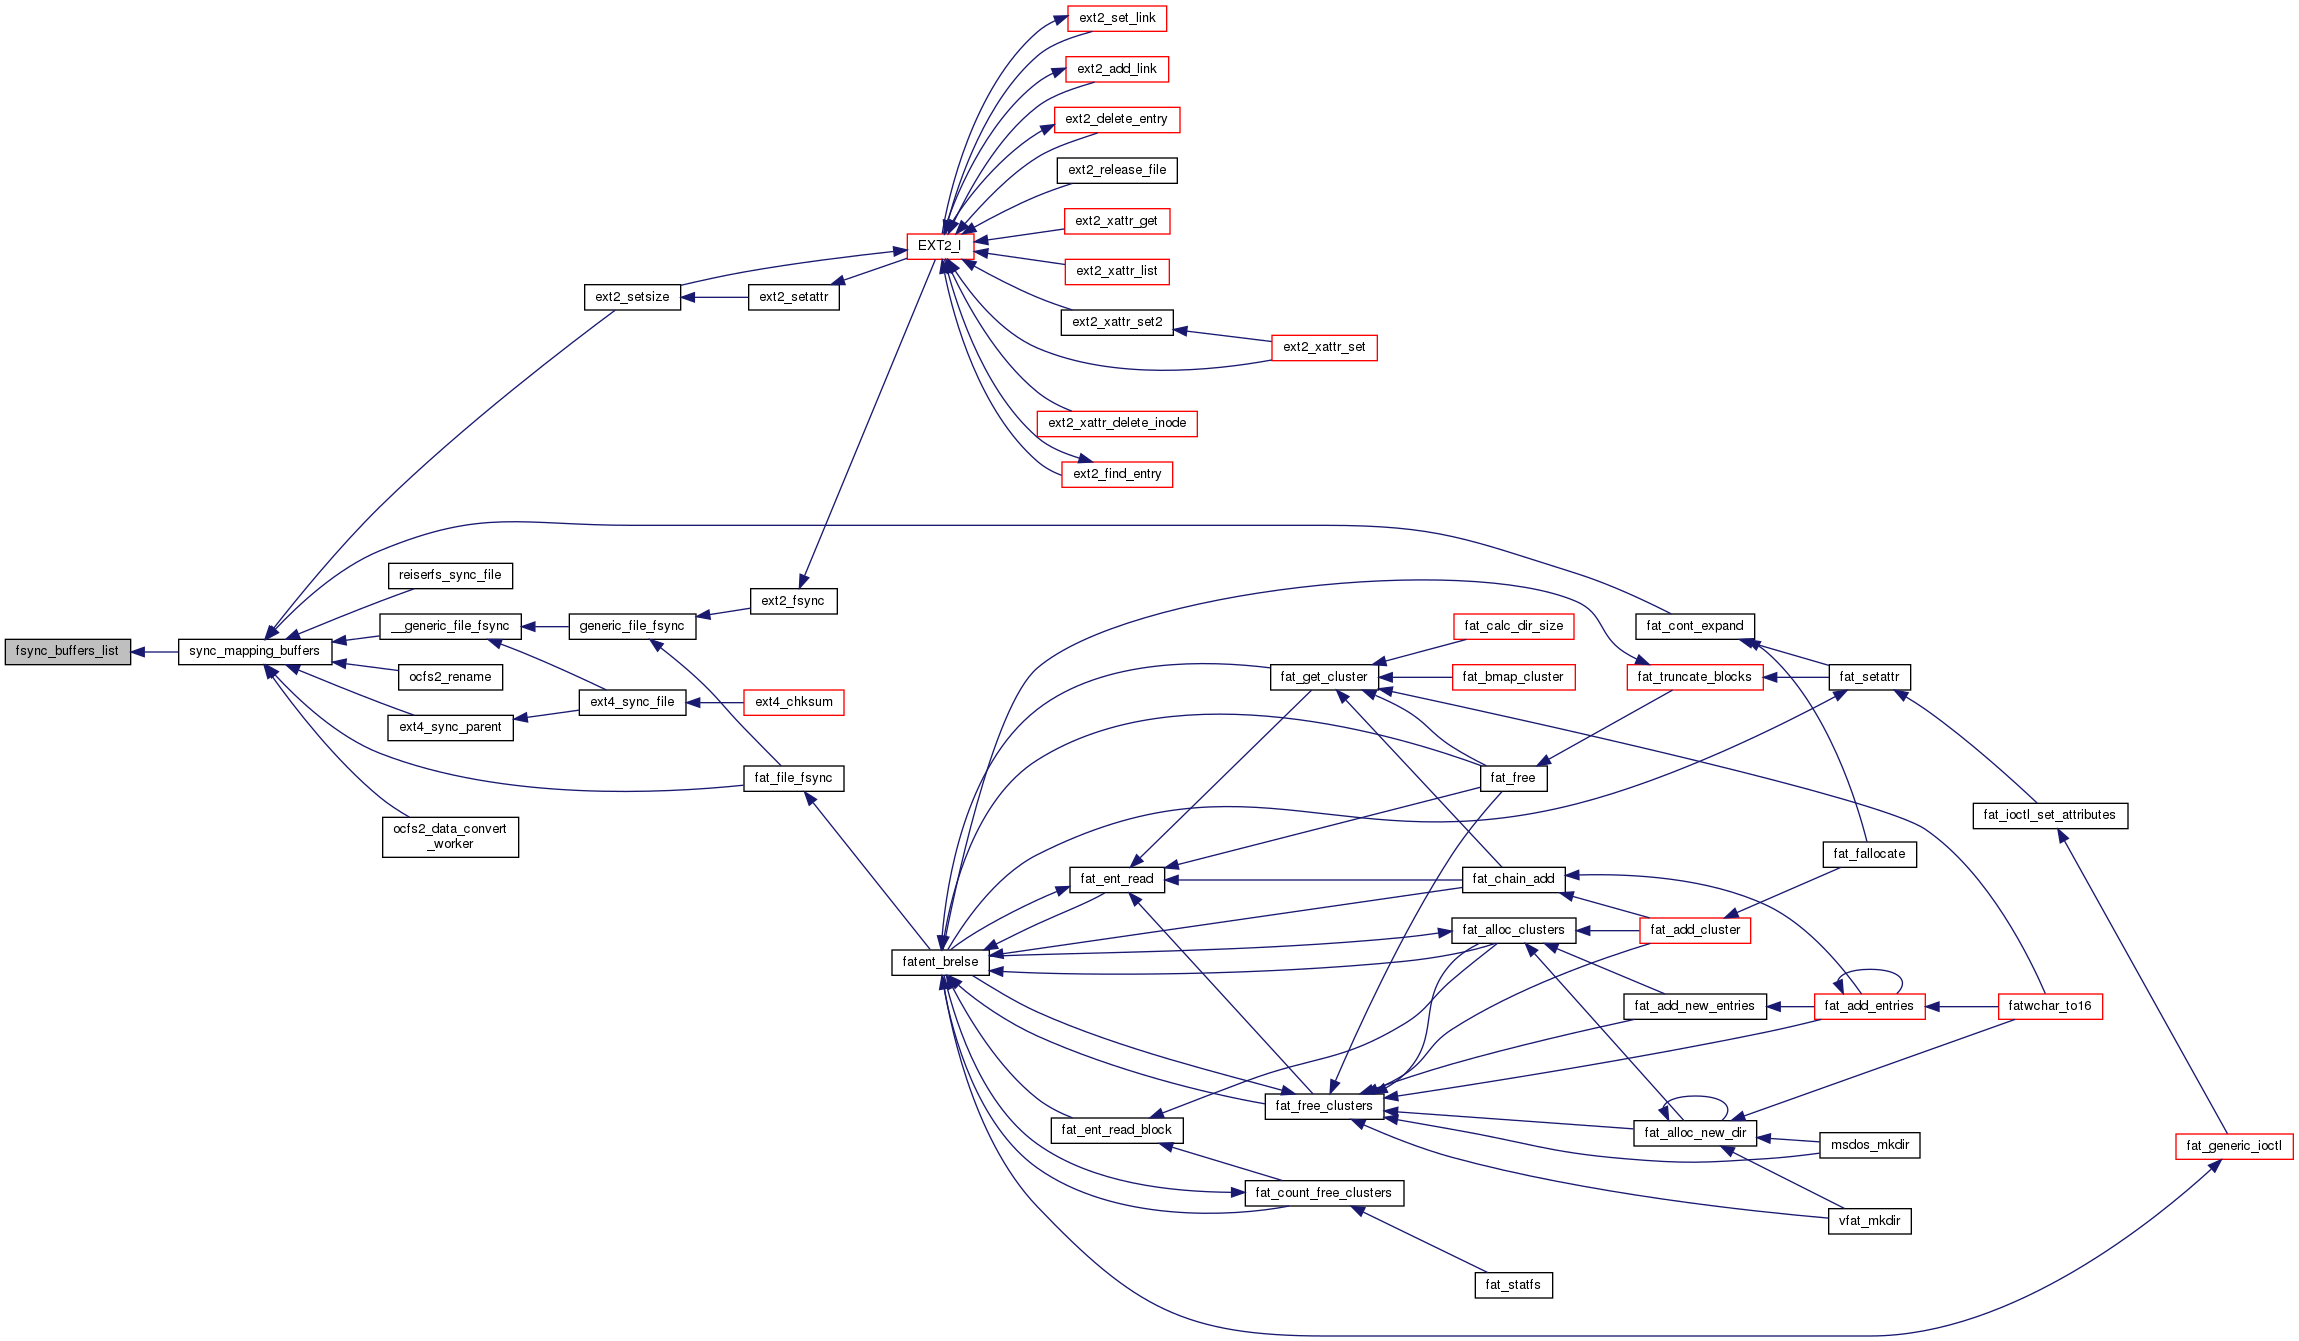 ext2_set_link
ext2_add_link
ext2_delete_entry
ext2_release_file
ext2_xattr_get
EXT2_I
ext2_xattr_list
ext2_setsize
ext2_setattr
ext2_xattr_set2
ext2_xattr_set
ext2_xattr_delete_inode
ext2_find_entry
reiserfs_sync_file
ext2_fsync
__generic_file_fsync
generic_file_fsync
fat_calc_dir_size
fat_cont_expand
fsync_buffers_list
sync_mapping_buffers
ocfs2_rename
fat_get_cluster
fat_bmap_cluster
fat_truncate_blocks
fat_setattr
ext4_sync_file
ext4_chksum
ext4_sync_parent
fat_file_fsync
fat_free
fat_ioctl_set_attributes
ocfs2_data_convert
_worker
fat_fallocate
fat_ent_read
fat_chain_add
fat_alloc_clusters
fat_add_cluster
fatent_brelse
fat_add_new_entries
fat_add_entries
fatwchar_to16
fat_free_clusters
fat_ent_read_block
fat_alloc_new_dir
msdos_mkdir
fat_generic_ioctl
fat_count_free_clusters
vfat_mkdir
fat_statfs